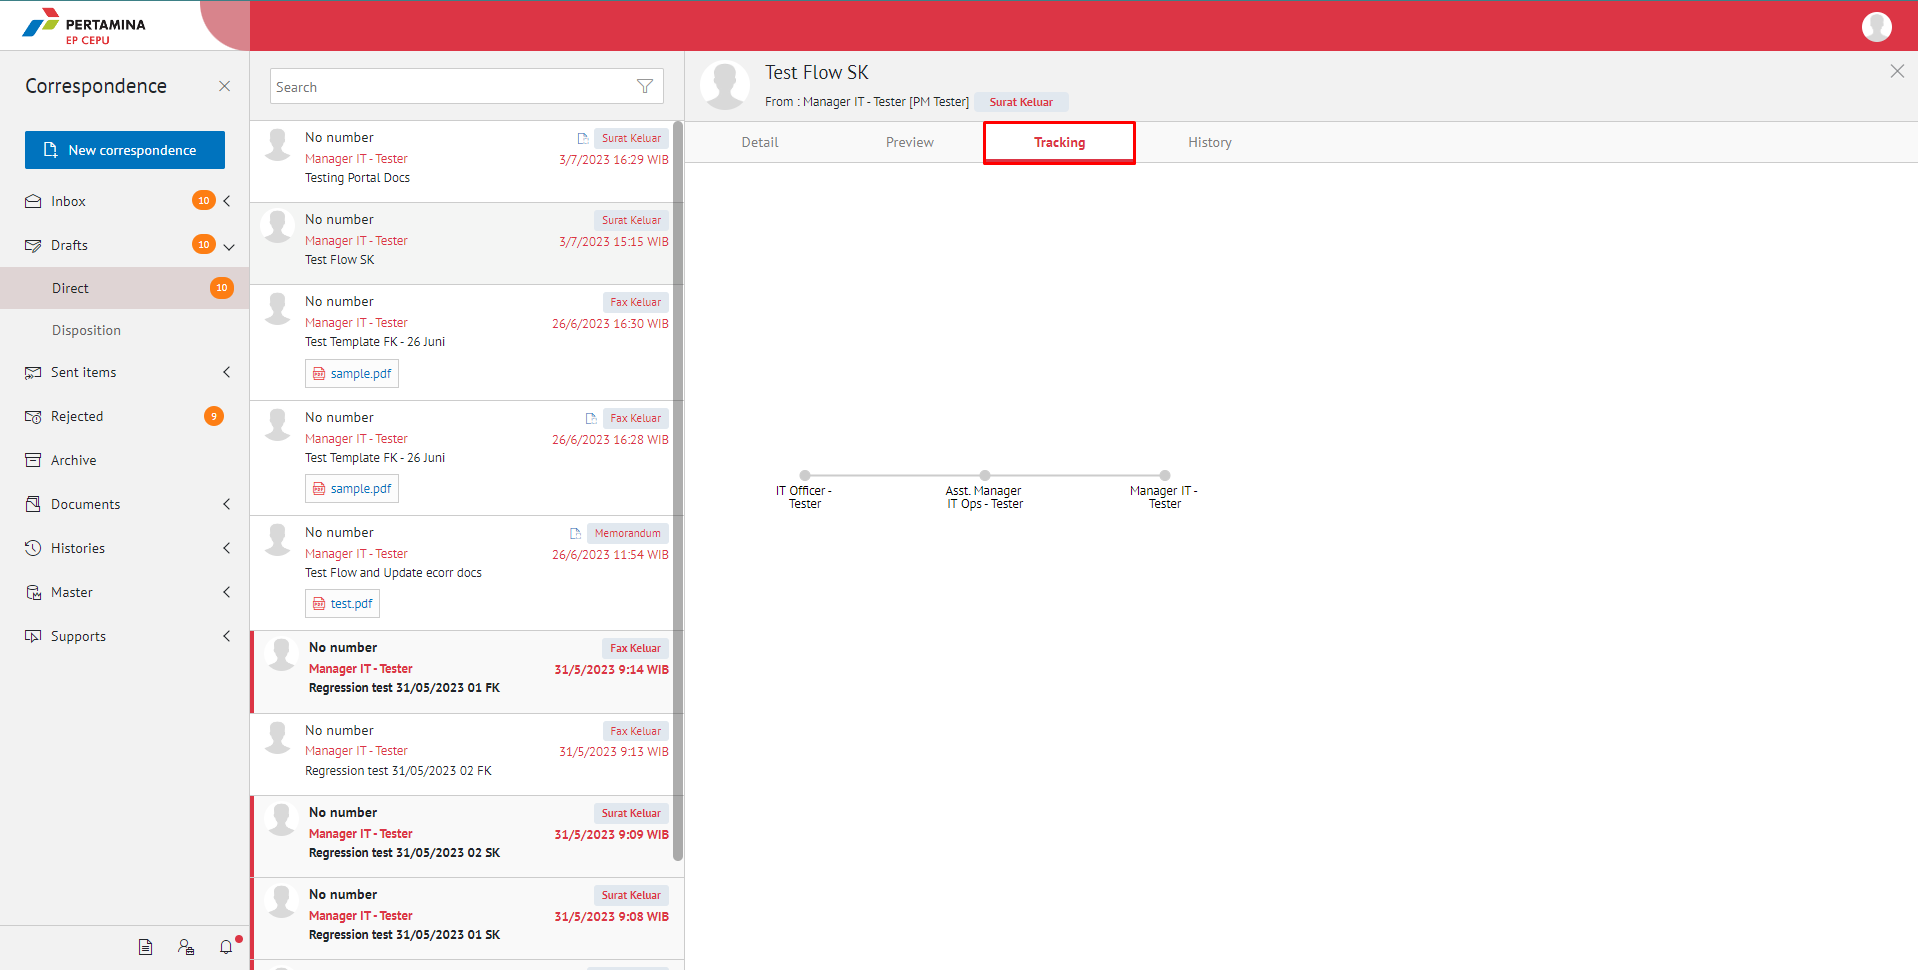 PERTAMINA
EP CEPU
Correspondence
New correspondence
Inbox 10
Drafts 10
Direct 10
Disposition
Sent items
Rejected 9
Archive
Documents
Histories
Master
Supports
Search
No number Surat Keluar
Manager IT - Tester 3/7/2023 16:29 WIB
Testing Portal Docs
No number Surat Keluar
Manager IT - Tester 3/7/2023 15:15 WIB
Test Flow SK
No number Fax Keluar
Manager IT - Tester 26/6/2023 16:30 WIB
Test Template FK - 26 Juni
sample.pdf
No number Fax Keluar
Manager IT - Tester 26/6/2023 16:28 WIB
Test Template FK - 26 Juni
sample.pdf
No number Memorandum
Manager IT - Tester 26/6/2023 11:54 WIB
Test Flow and Update ecorr docs
test.pdf
No number Fax Keluar
Manager IT - Tester 31/5/2023 9:14 WIB
Regression test 31/05/2023 01 FK
No number Fax Keluar
Manager IT - Tester 31/5/2023 9:13 WIB
Regression test 31/05/2023 02 FK
No number Surat Keluar
Manager IT - Tester 31/5/2023 9:09 WIB
Regression test 31/05/2023 02 SK
No number Surat Keluar
Manager IT - Tester 31/5/2023 9:08 WIB
Regression test 31/05/2023 01 SK
Test Flow SK
From : Manager IT - Tester [PM Tester] Surat Keluar
Detail Preview Tracking History
IT Officer -
Tester
Asst. Manager
IT Ops - Tester
Manager IT -
Tester